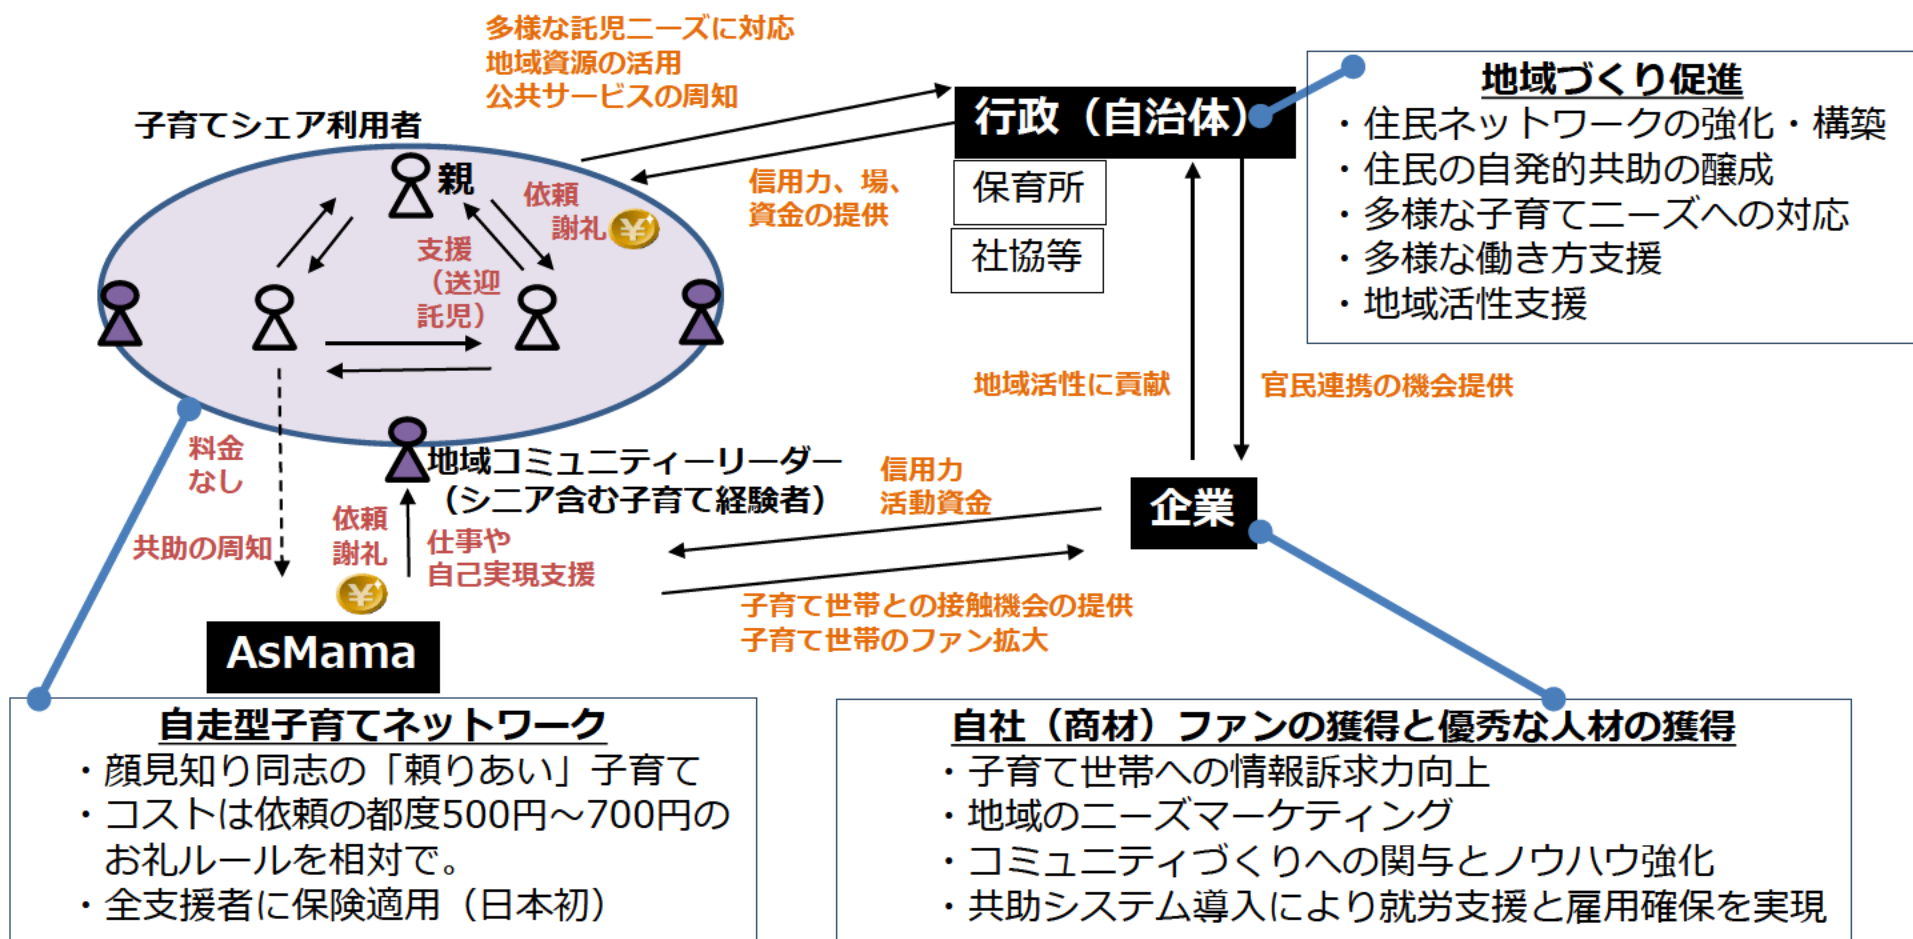 多様な託児ニーズに対応
地域資源の活用
公共サービスの周知
子育てシェア利用者
親
依頼
謝礼
支援
（送迎
託児）
信用力、場、
資金の提供
行政（自治体）
保育所
社協等
地域づくり促進
・住民ネットワークの強化・構築
・住民の自発的共助の醸成
・多様な子育てニーズへの対応
・多様な働き方支援
・地域活性支援
地域活性に貢献
官民連携の機会提供
料金
なし
共助の周知
地域コミュニティーリーダー
（シニア含む子育て経験者）
依頼
謝礼
仕事や
自己実現支援
信用力
活動資金
企業
子育て世帯との接触機会の提供
子育て世帯のファン拡大
AsMama
自走型子育てネットワーク
・顔見知り同志の「頼りあい」子育て
・コストは依頼の都度500円～700円の
お礼ルールを相対で。
・全支援者に保険適用（日本初）
自社（商材）ファンの獲得と優秀な人材の獲得
・子育て世帯への情報訴求力向上
・地域のニーズマーケティング
・コミュニティづくりへの関与とノウハウ強化
・共助システム導入により就労支援と雇用確保を実現